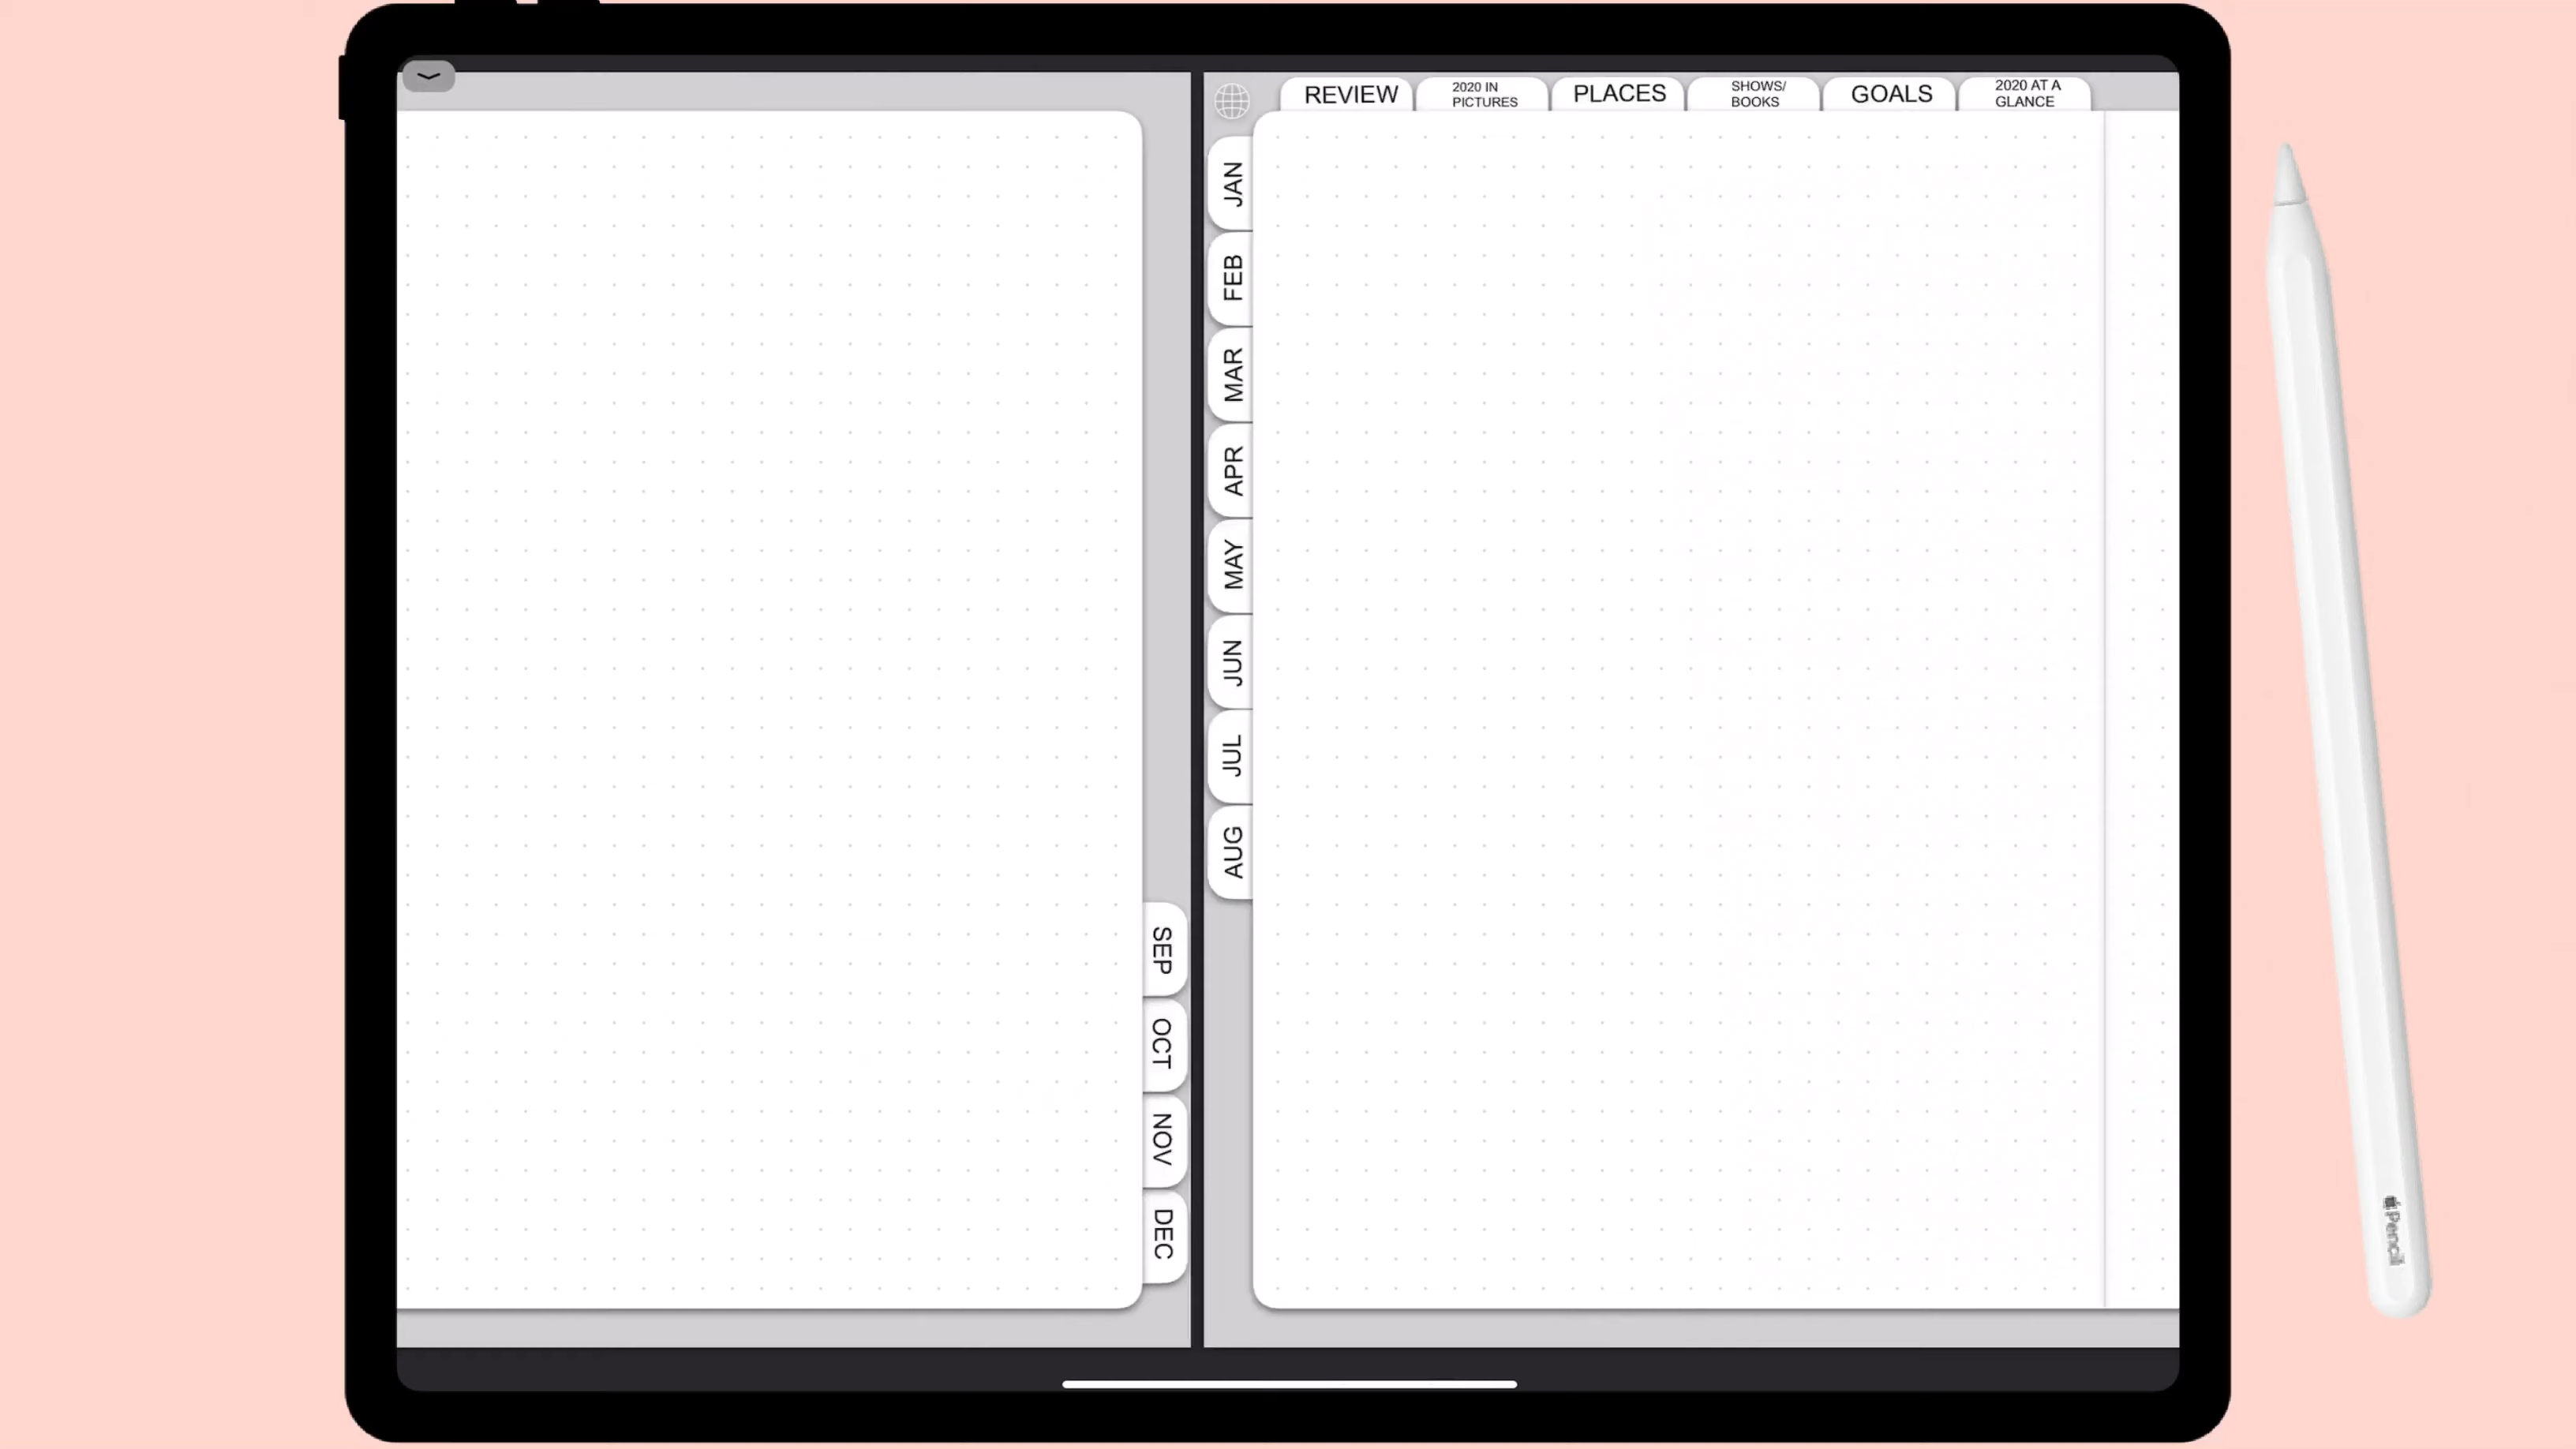 REVIEW
2020 IN
PICTURES
PLACES
SHOWS/
BOOKS
GOALS
2020 AT A
GLANCE
JAN
FEB
MAR
APR
MAY
JUN
JUL
AUG
SEP
OCT
NOV
DEC
Pencil